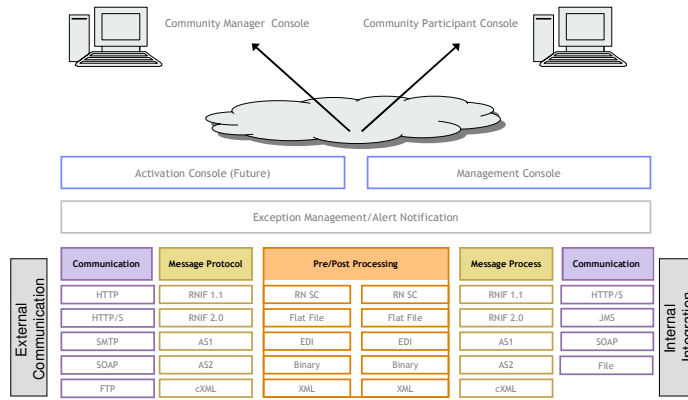 Community Manager Console
Community Participant Console
Activation Console (Future)
Management Console
Exception Management/Alert Notification
External Communication
Communication
HTTP
HTTP/S
SMTP
SOAP
FTP
Message Protocol
RNIF 1.1
RNIF 2.0
AS1
AS2
cXML
Pre/Post Processing
RN SC
RN SC
Flat File
Flat File
EDI
EDI
Binary
Binary
XML
XML
Message Process
RNIF 1.1
RNIF 2.0
AS1
AS2
cXML
Communication
HTTP/S
JMS
SOAP
File
Internal Integration